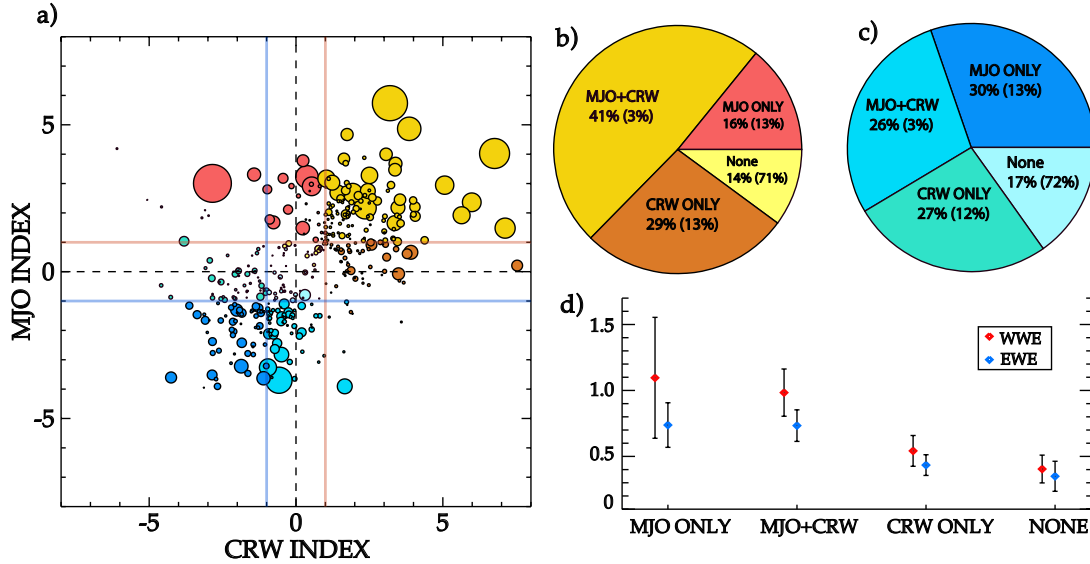 a)
MJO INDEX
5
0
-5
-5
0
5
CRW INDEX
b)
MJO+CRW
41% (3%)
MJO ONLY
16% (13%)
None
14% (71%)
CRW ONLY
29% (13%)
c)
MJO ONLY
30% (13%)
MJO+CRW
26% (3%)
None
17% (72%)
CRW ONLY
27% (12%)
d)
1.5
1.0
0.5
0
WWE
EWE
MJO ONLY
MJO+CRW
CRW ONLY
NONE